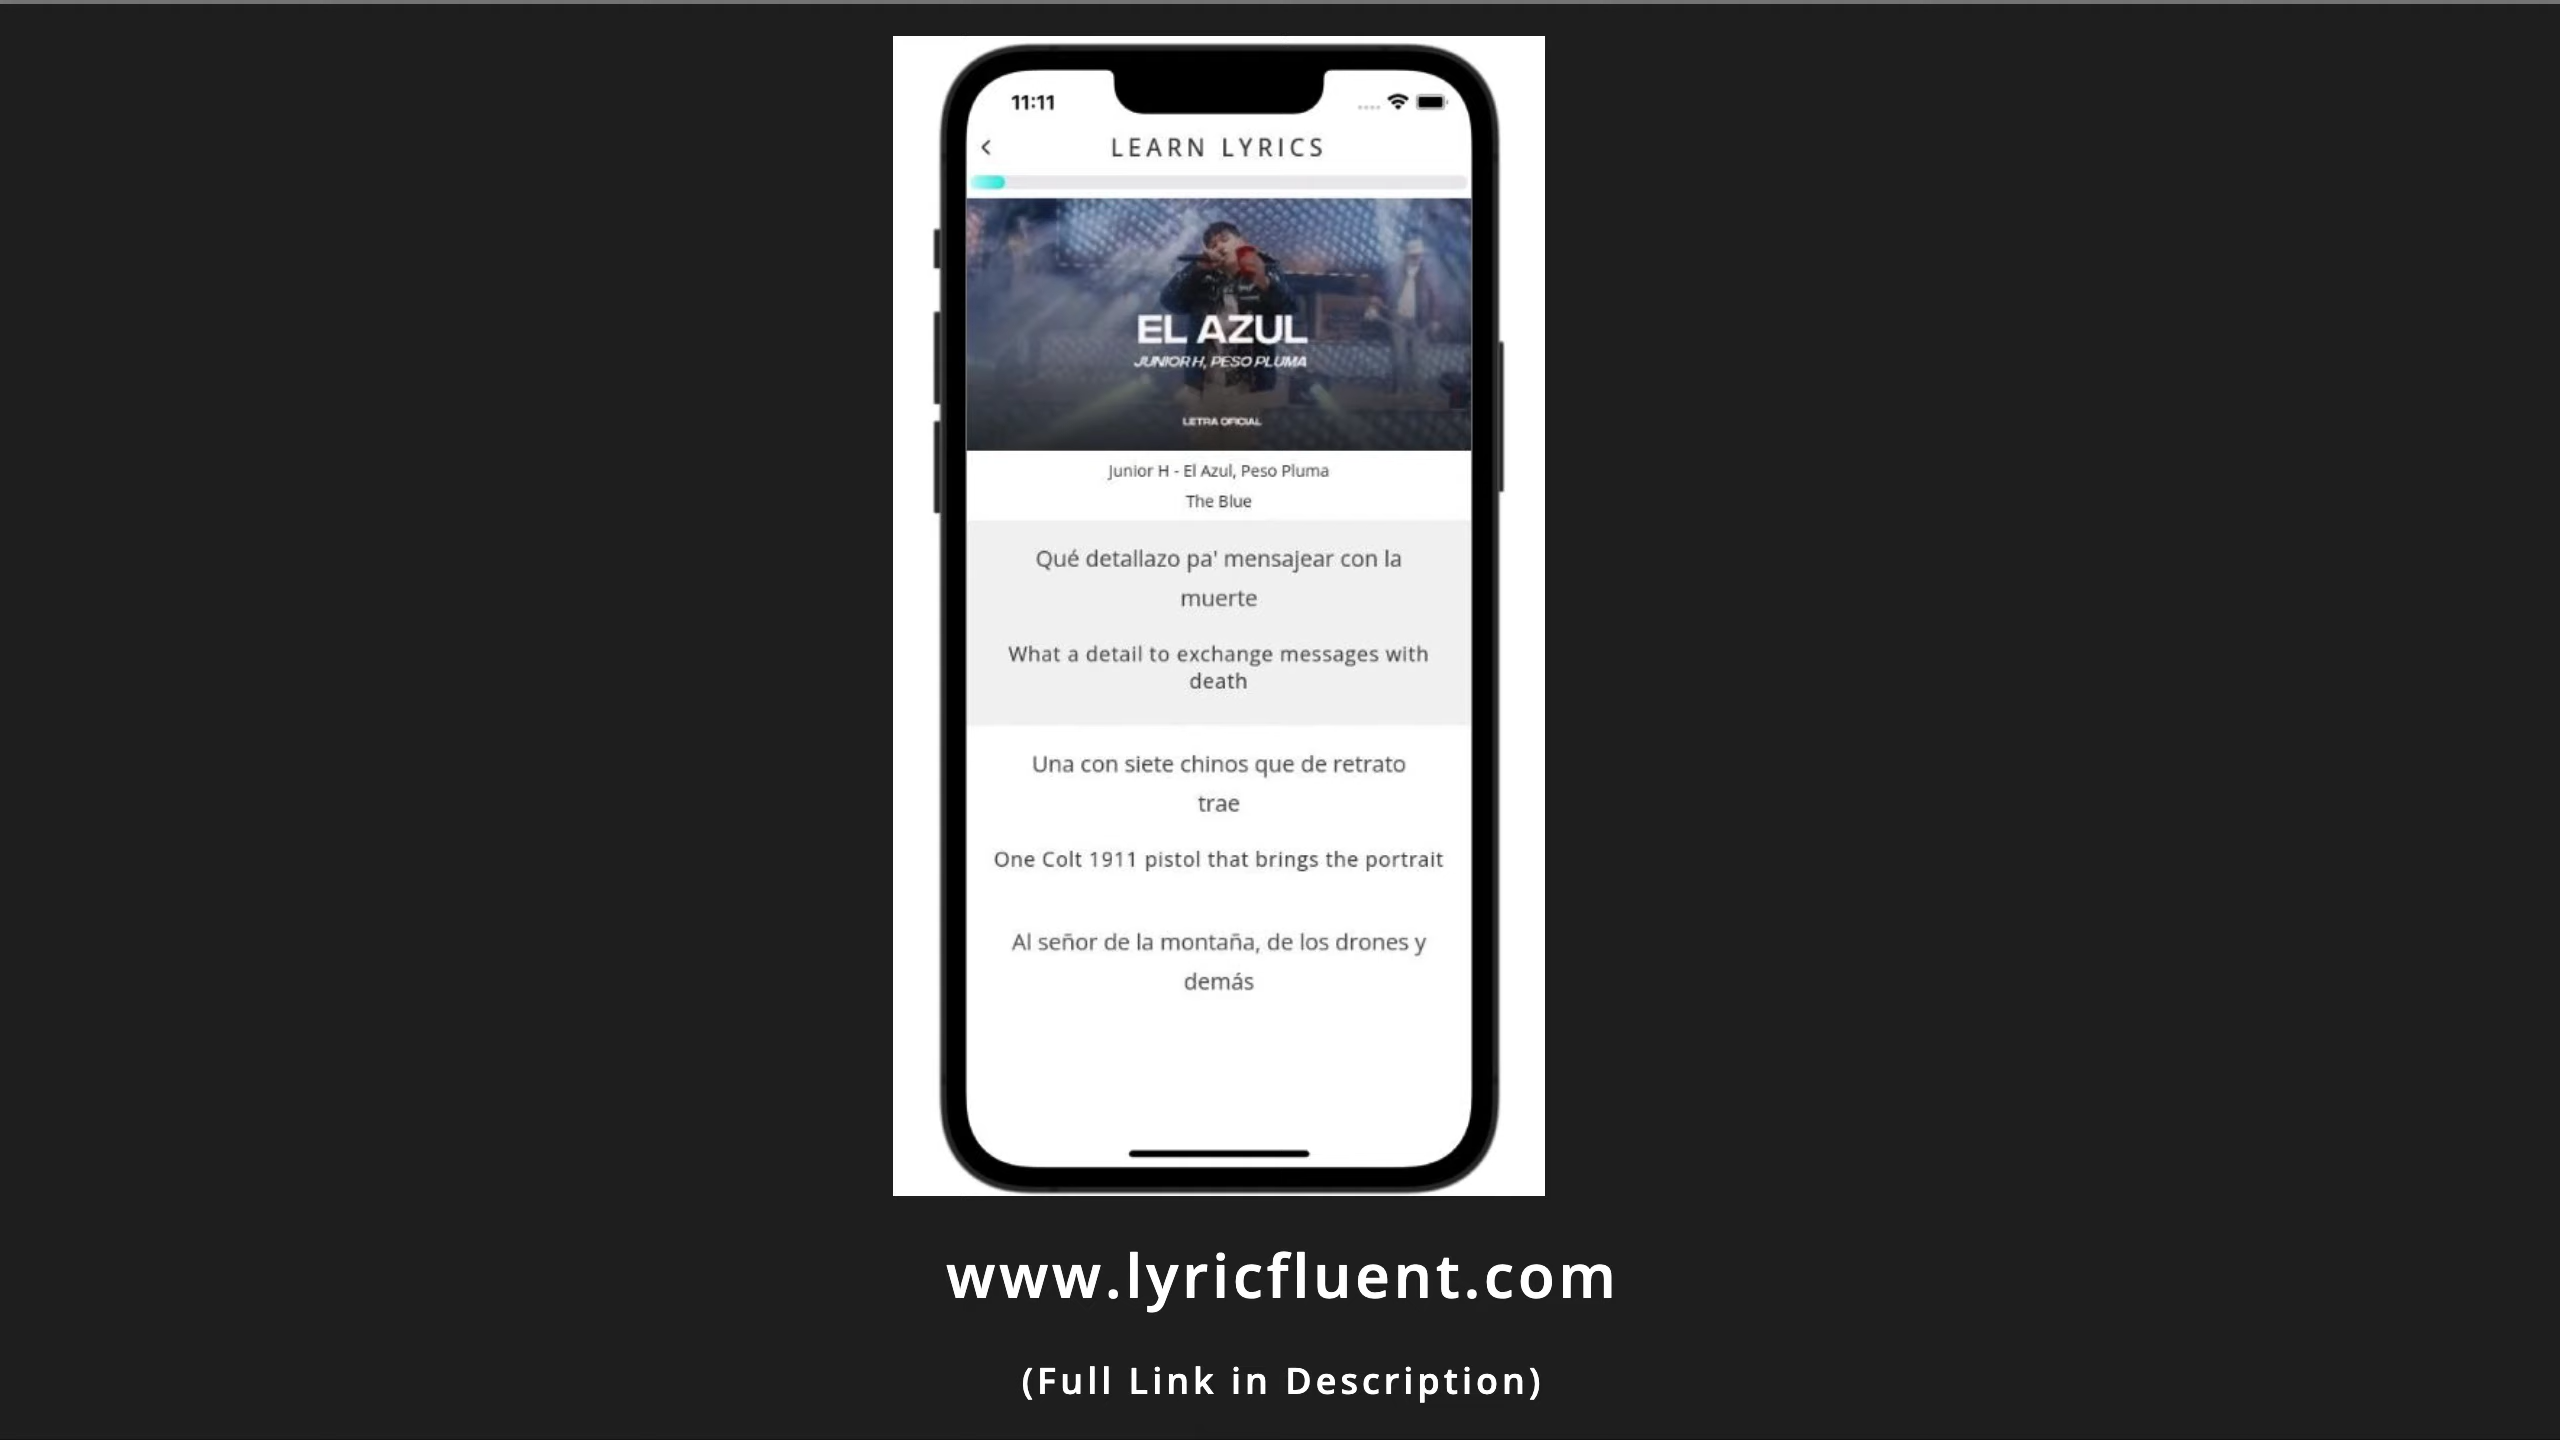 11:11
LEARN LYRICS
EL AZUL
JUNIOR H, PESO PLUMA
LETRA OFICIAL
Junior H - El Azul, Peso Pluma
The Blue
Qué detallazo pa' mensajear con la
muerte
What a detail to exchange messages with
death
Una con siete chinos que de retrato
trae
One Colt 1911 pistol that brings the portrait
Al señor de la montaña, de los drones y
demás
www.lyricfluent.com
(Full Link in Description)